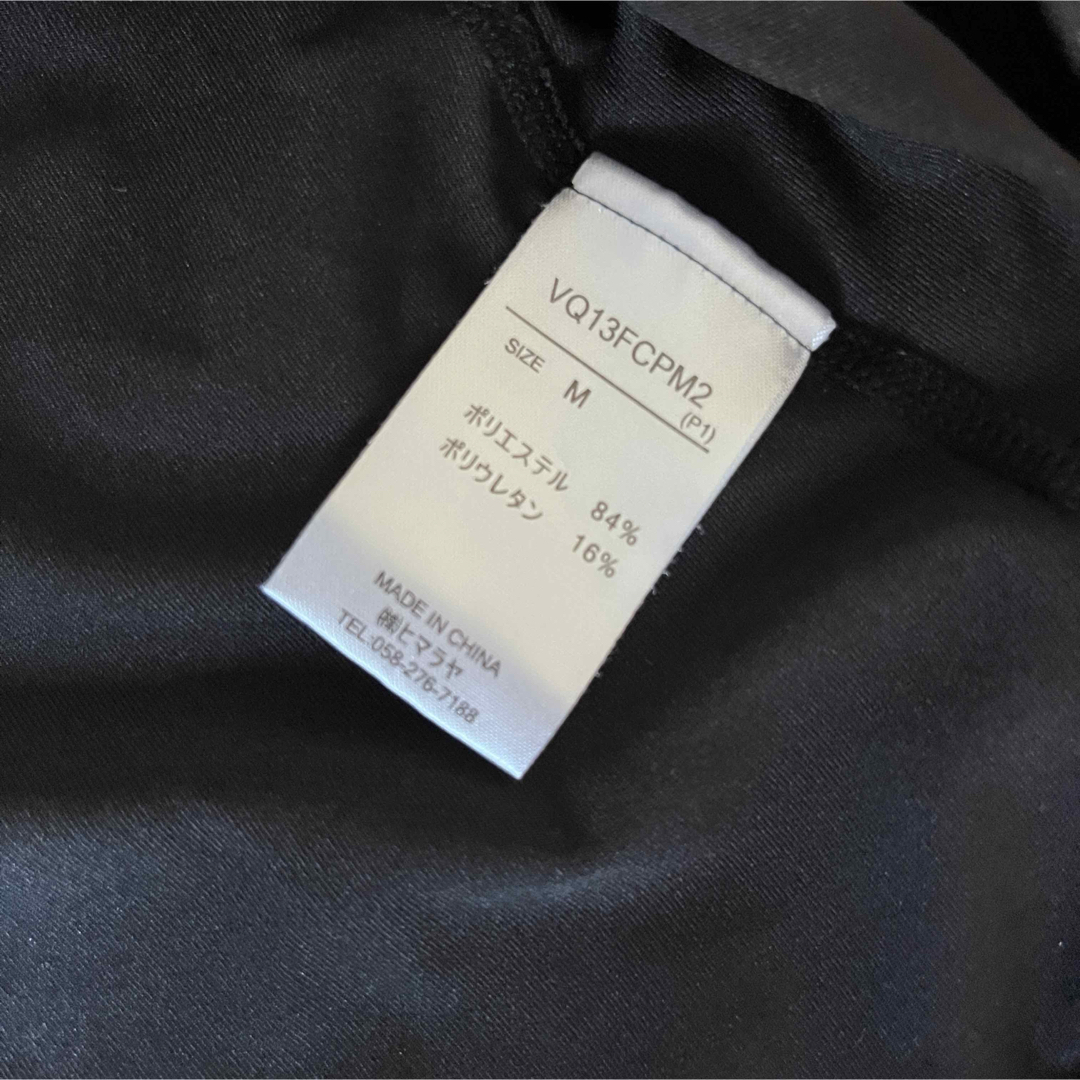 VQ13FCPM2
(P1)
SIZE M
ポリエステル 84%
ポリウレタン 16%
MADE IN CHINA
㈱ヒマラヤ
TEL:058-276-7188